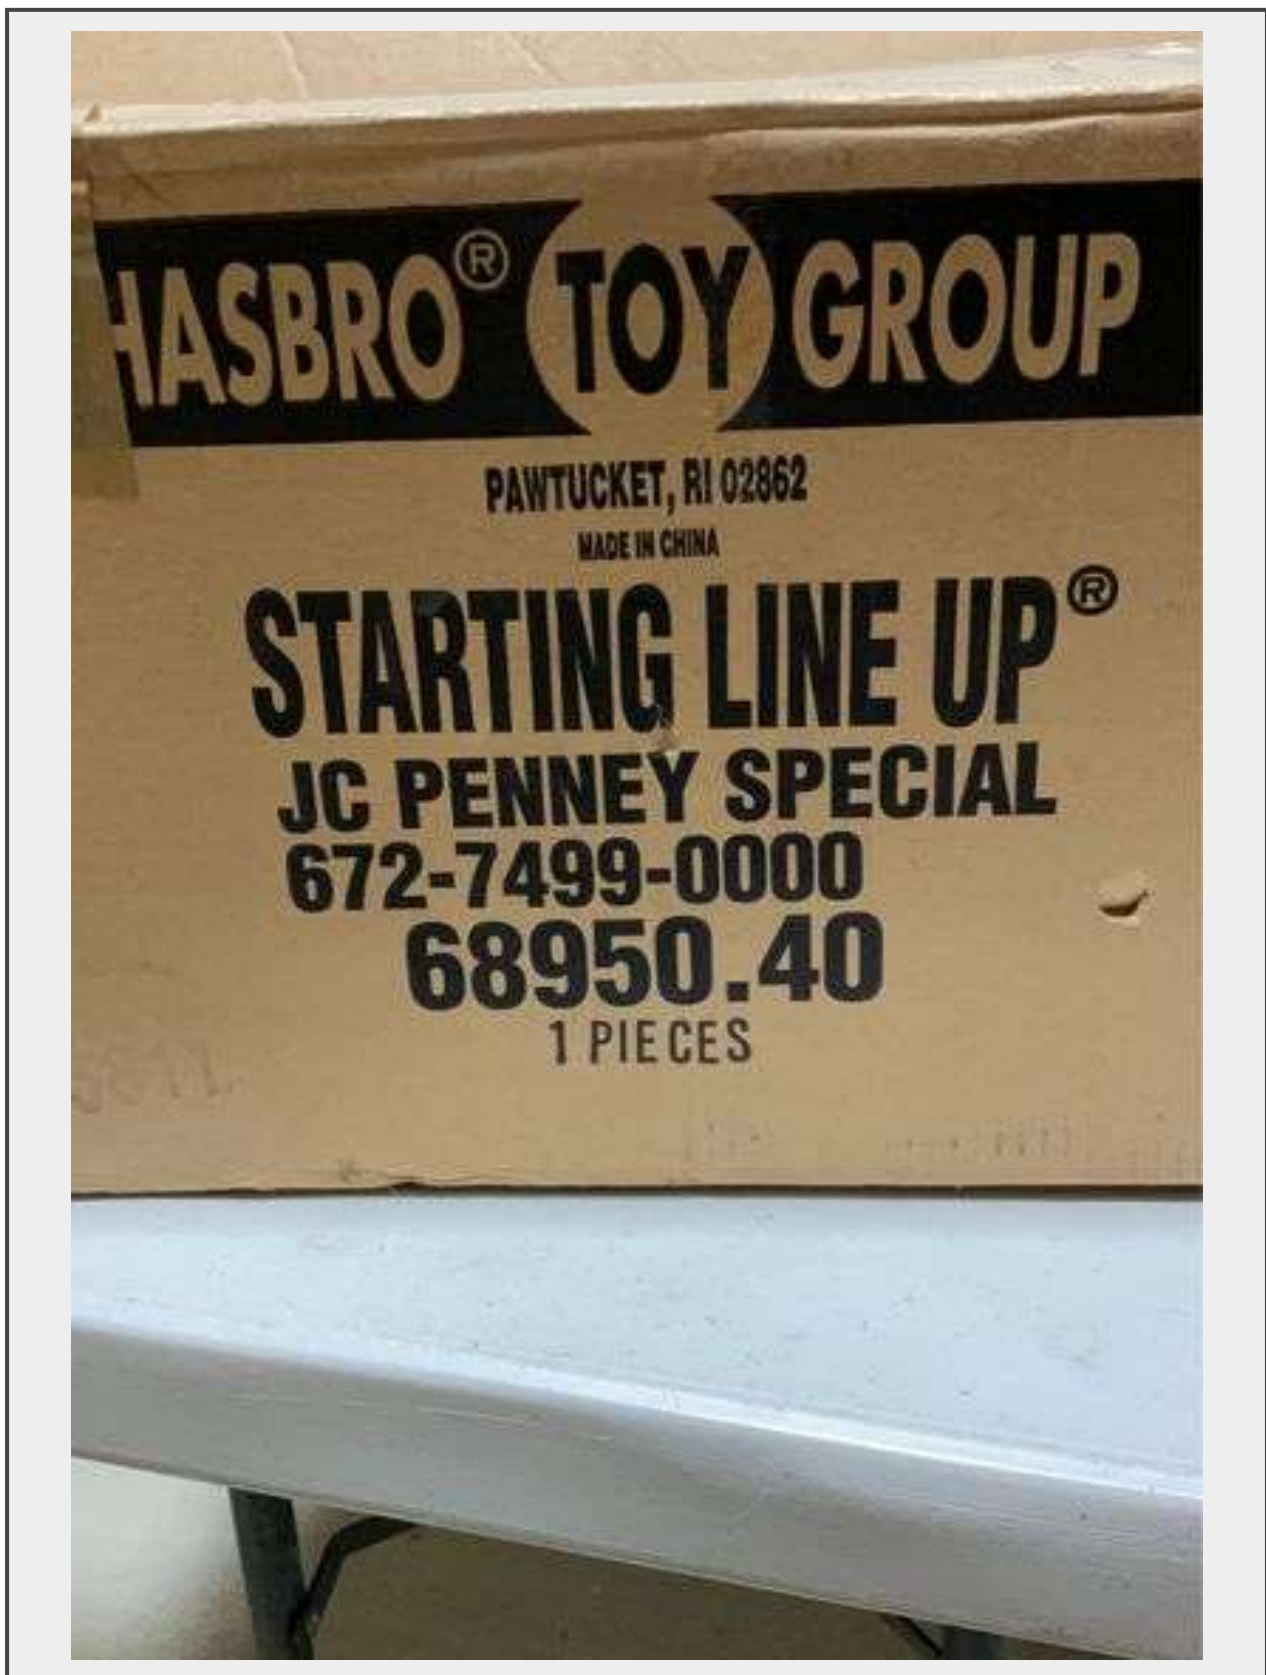 HASBRO® TOY GROUP
PAWTUCKET, RI 02862
MADE IN CHINA
STARTING LINE UP®
JC PENNEY SPECIAL
672-7499-0000
68950.40
1 PIECES